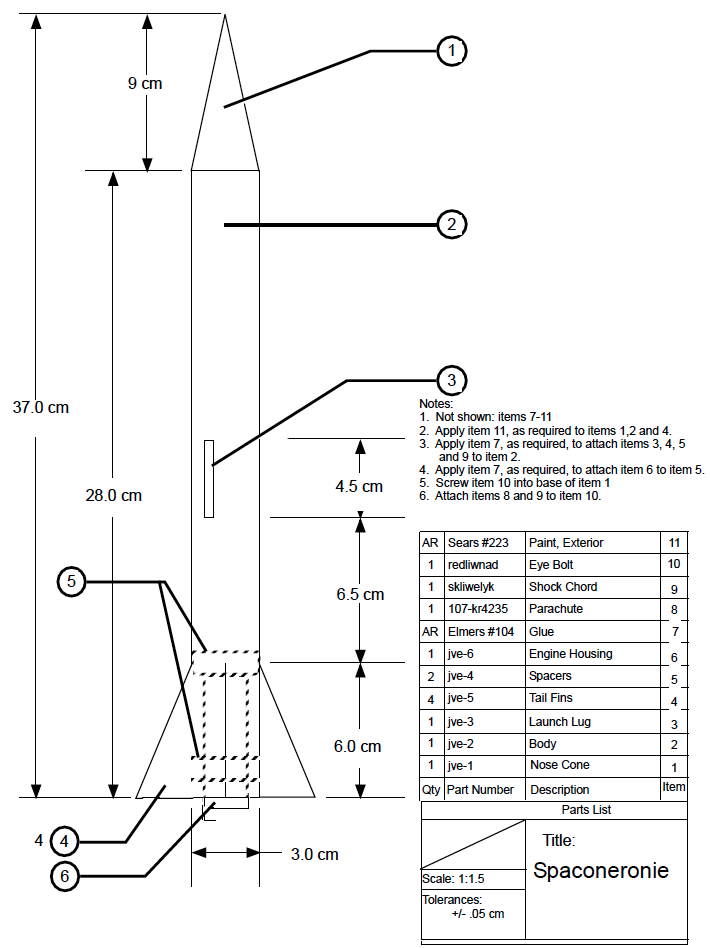 1
9 cm
2
3
37.0 cm
Notes:
1. Not shown: items 7-11
2. Apply item 11, as required to items 1,2 and 4.
3. Apply item 7, as required, to attach items 3, 4, 5
and 9 to item 2.
4. Apply item 7, as required, to attach item 6 to item 5.
5. Screw item 10 into base of item 1
6. Attach items 8 and 9 to item 10.
4.5 cm
28.0 cm
5
6.5 cm
6.0 cm
4 4
6
3.0 cm
AR Sears #223 Paint, Exterior 11
1 redliwnad Eye Bolt 10
1 skliwelyk Shock Chord 9
1 107-kr4235 Parachute 8
AR Elmers #104 Glue 7
1 jve-6 Engine Housing 6
2 jve-4 Spacers 5
4 jve-5 Tail Fins 4
1 jve-3 Launch Lug 3
1 jve-2 Body 2
1 jve-1 Nose Cone 1
Qty Part Number Description Item
Parts List
Title:
Spaconeronie
Scale: 1:1.5
Tolerances:
+/- .05 cm